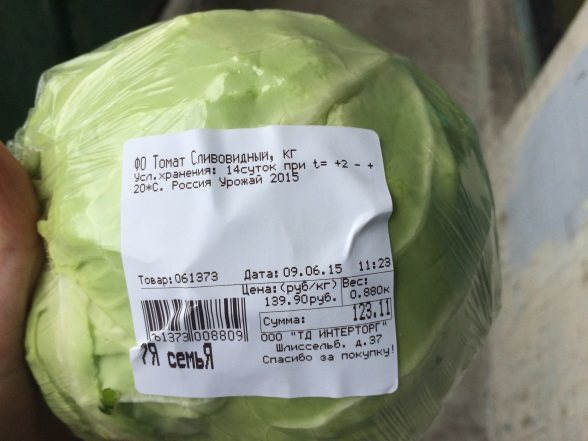 ФО Томат Сливовидный, кг
Усл.хранения: 14суток при t= +2 - +
20*С. Россия Урожай 2015
Товар:061373 Дата:09.06.15 11:23
Цена:(руб/кг) Вес:
139.90руб. 0.880к
Сумма: 123.11
61373 008809
ООО "ТД ИНТЕРТОРГ"
Шлиссельб. д.37
Спасибо за покупку!
7Я семьЯ